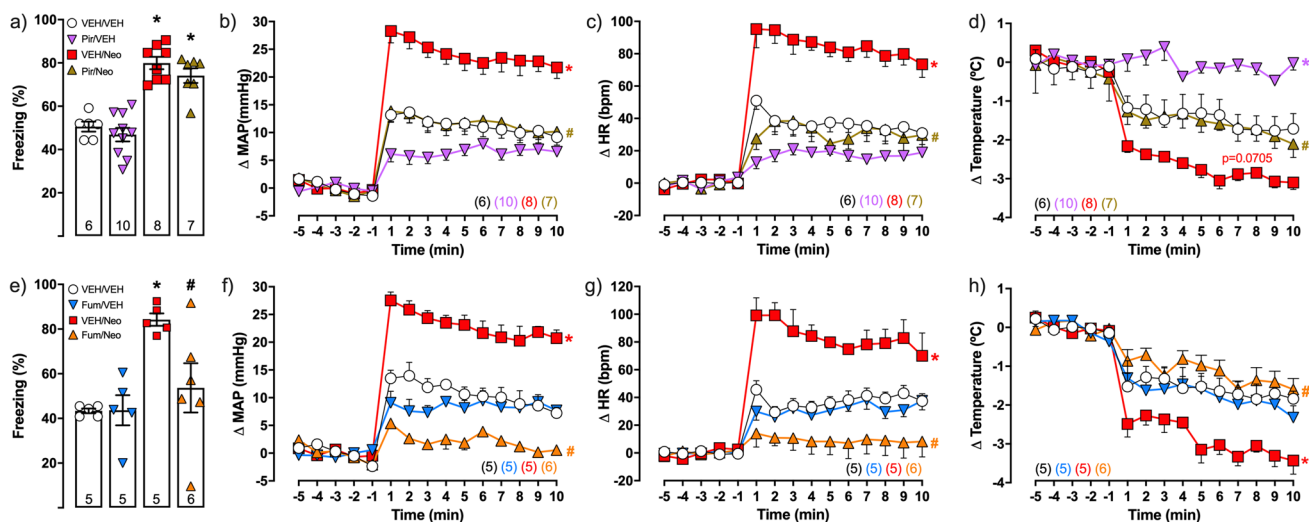 a)
Freezing (%)
100
80
60
40
20
6
10
8
7
*
*
VEH/VEH
Pir/VEH
VEH/Neo
Pir/Neo
b)
Δ MAP (mmHg)
30
25
20
15
10
5
0
-5
*
#
(6) (10) (8) (7)
-5 -4 -3 -2 -1 1 2 3 4 5 6 7 8 9 10
Time (min)
c)
Δ HR (bpm)
100
80
60
40
20
0
-20
*
#
(6) (10) (8) (7)
-5 -4 -3 -2 -1 1 2 3 4 5 6 7 8 9 10
Time (min)
d)
Δ Temperature (ºC)
1
0
-1
-2
-3
-4
*
#
p=0.0705
(6) (10) (8) (7)
-5 -4 -3 -2 -1 1 2 3 4 5 6 7 8 9 10
Time (min)
e)
Freezing (%)
100
80
60
40
20
5
5
5
6
*
#
VEH/VEH
Fum/VEH
VEH/Neo
Fum/Neo
f)
Δ MAP (mmHg)
30
25
20
15
10
5
0
-5
*
#
(5) (5) (5) (6)
-5 -4 -3 -2 -1 1 2 3 4 5 6 7 8 9 10
Time (min)
g)
Δ HR (bpm)
120
100
80
60
40
20
0
-20
*
#
(5) (5) (5) (6)
-5 -4 -3 -2 -1 1 2 3 4 5 6 7 8 9 10
Time (min)
h)
Δ Temperature (ºC)
1
0
-1
-2
-3
-4
#
*
(5) (5) (5) (6)
-5 -4 -3 -2 -1 1 2 3 4 5 6 7 8 9 10
Time (min)